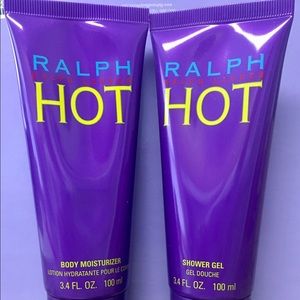 RALPH
HOT
BODY MOISTURIZER
LOTION HYDRATANTE POUR LE
3.4 FL. OZ. 100 ml
RALPH
HOT
SHOWER GEL
GEL DOUCHE
3.4 FL. OZ. 100 ml